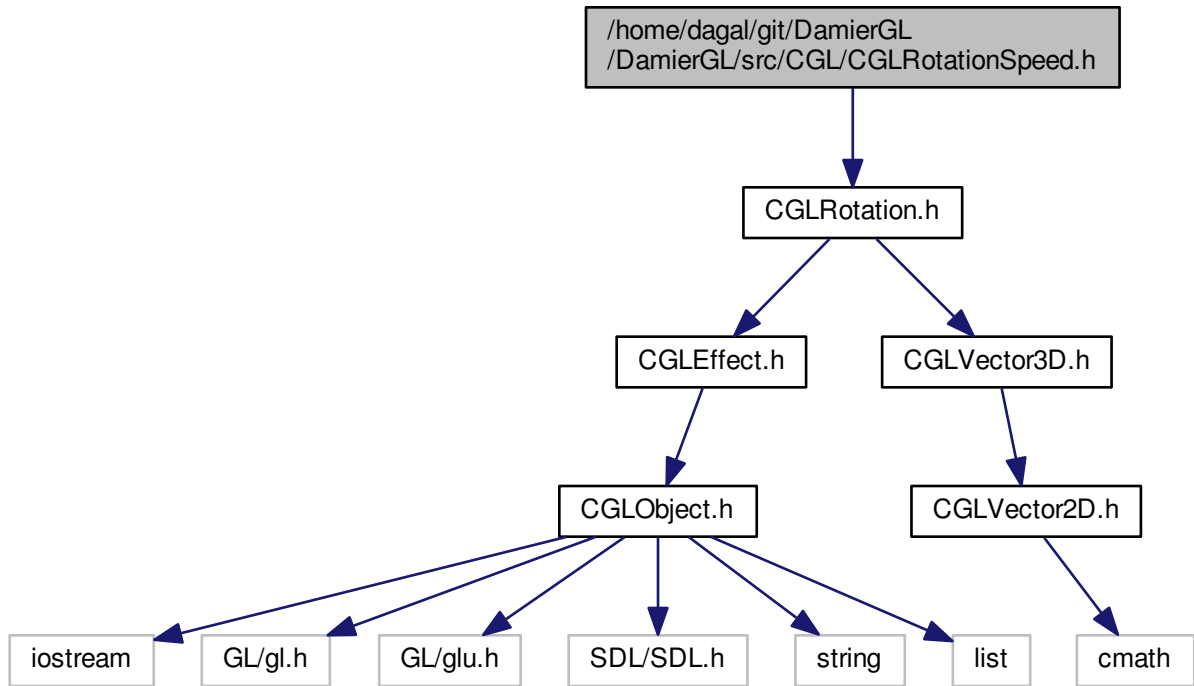 /home/dagal/git/DamierGL
/DamierGL/src/CGL/CGLRotationSpeed.h
CGLRotation.h
CGLEffect.h
CGLVector3D.h
CGLObject.h
CGLVector2D.h
iostream
GL/gl.h
GL/glu.h
SDL/SDL.h
string
list
cmath